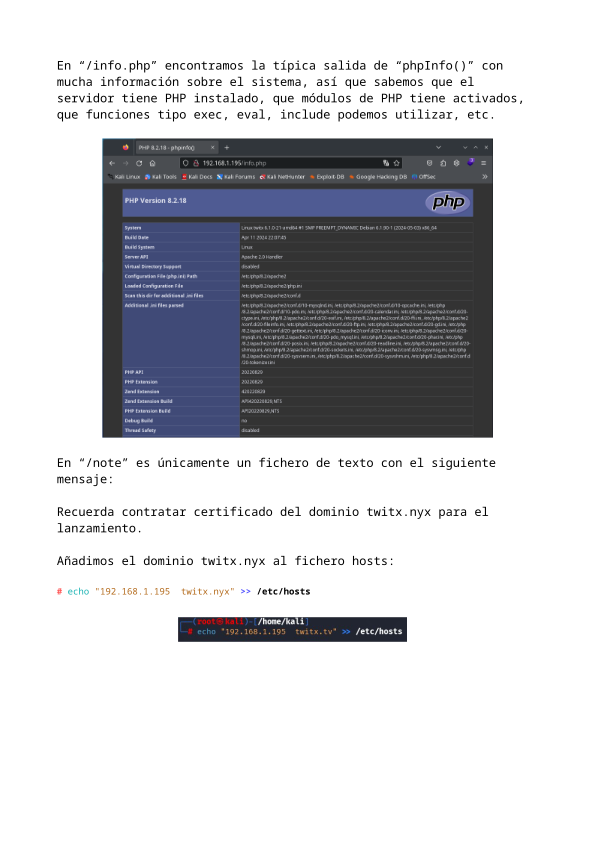 En “/info.php” encontramos la típica salida de “phpInfo()” con
mucha información sobre el sistema, así que sabemos que el
servidor tiene PHP instalado, que módulos de PHP tiene activados,
que funciones tipo exec, eval, include podemos utilizar, etc.
PHP 8.2.18 - phpinfo()
192.168.1.195/info.php
Kali Linux Kali Tools Kali Docs Kali Forums Kali NetHunter Exploit-DB Google Hacking DB OffSec
PHP Version 8.2.18
php
System Linux twitx 6.1.0-21-amd64 #1 SMP PREEMPT_DYNAMIC Debian 6.1.90-1 (2024-05-03) x86_64
Build Date Apr 11 2024 22:07:45
Build System Linux
Server API Apache 2.0 Handler
Virtual Directory Support disabled
Configuration File (php.ini) Path /etc/php/8.2/apache2
Loaded Configuration File /etc/php/8.2/apache2/php.ini
Scan this dir for additional .ini files /etc/php/8.2/apache2/conf.d
Additional .ini files parsed
PHP API 20220829
PHP Extension 20220829
Zend Extension 420220829
Zend Extension Build API420220829,NTS
PHP Extension Build API20220829,NTS
Debug Build no
Thread Safety disabled
En “/note” es únicamente un fichero de texto con el siguiente
mensaje:
Recuerda contratar certificado del dominio twitx.nyx para el
lanzamiento.
Añadimos el dominio twitx.nyx al fichero hosts:
# echo "192.168.1.195  twitx.nyx" >> /etc/hosts
(root㉿kali)-[/home/kali]
# echo "192.168.1.195  twitx.tv" >> /etc/hosts